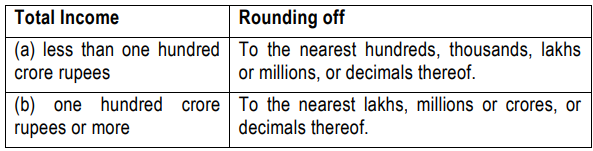 Total Income
Rounding off
(a) less than one hundred
crore rupees
To the nearest hundreds, thousands, lakhs
or millions, or decimals thereof.
(b) one hundred crore
rupees or more
To the nearest lakhs, millions or crores, or
decimals thereof.